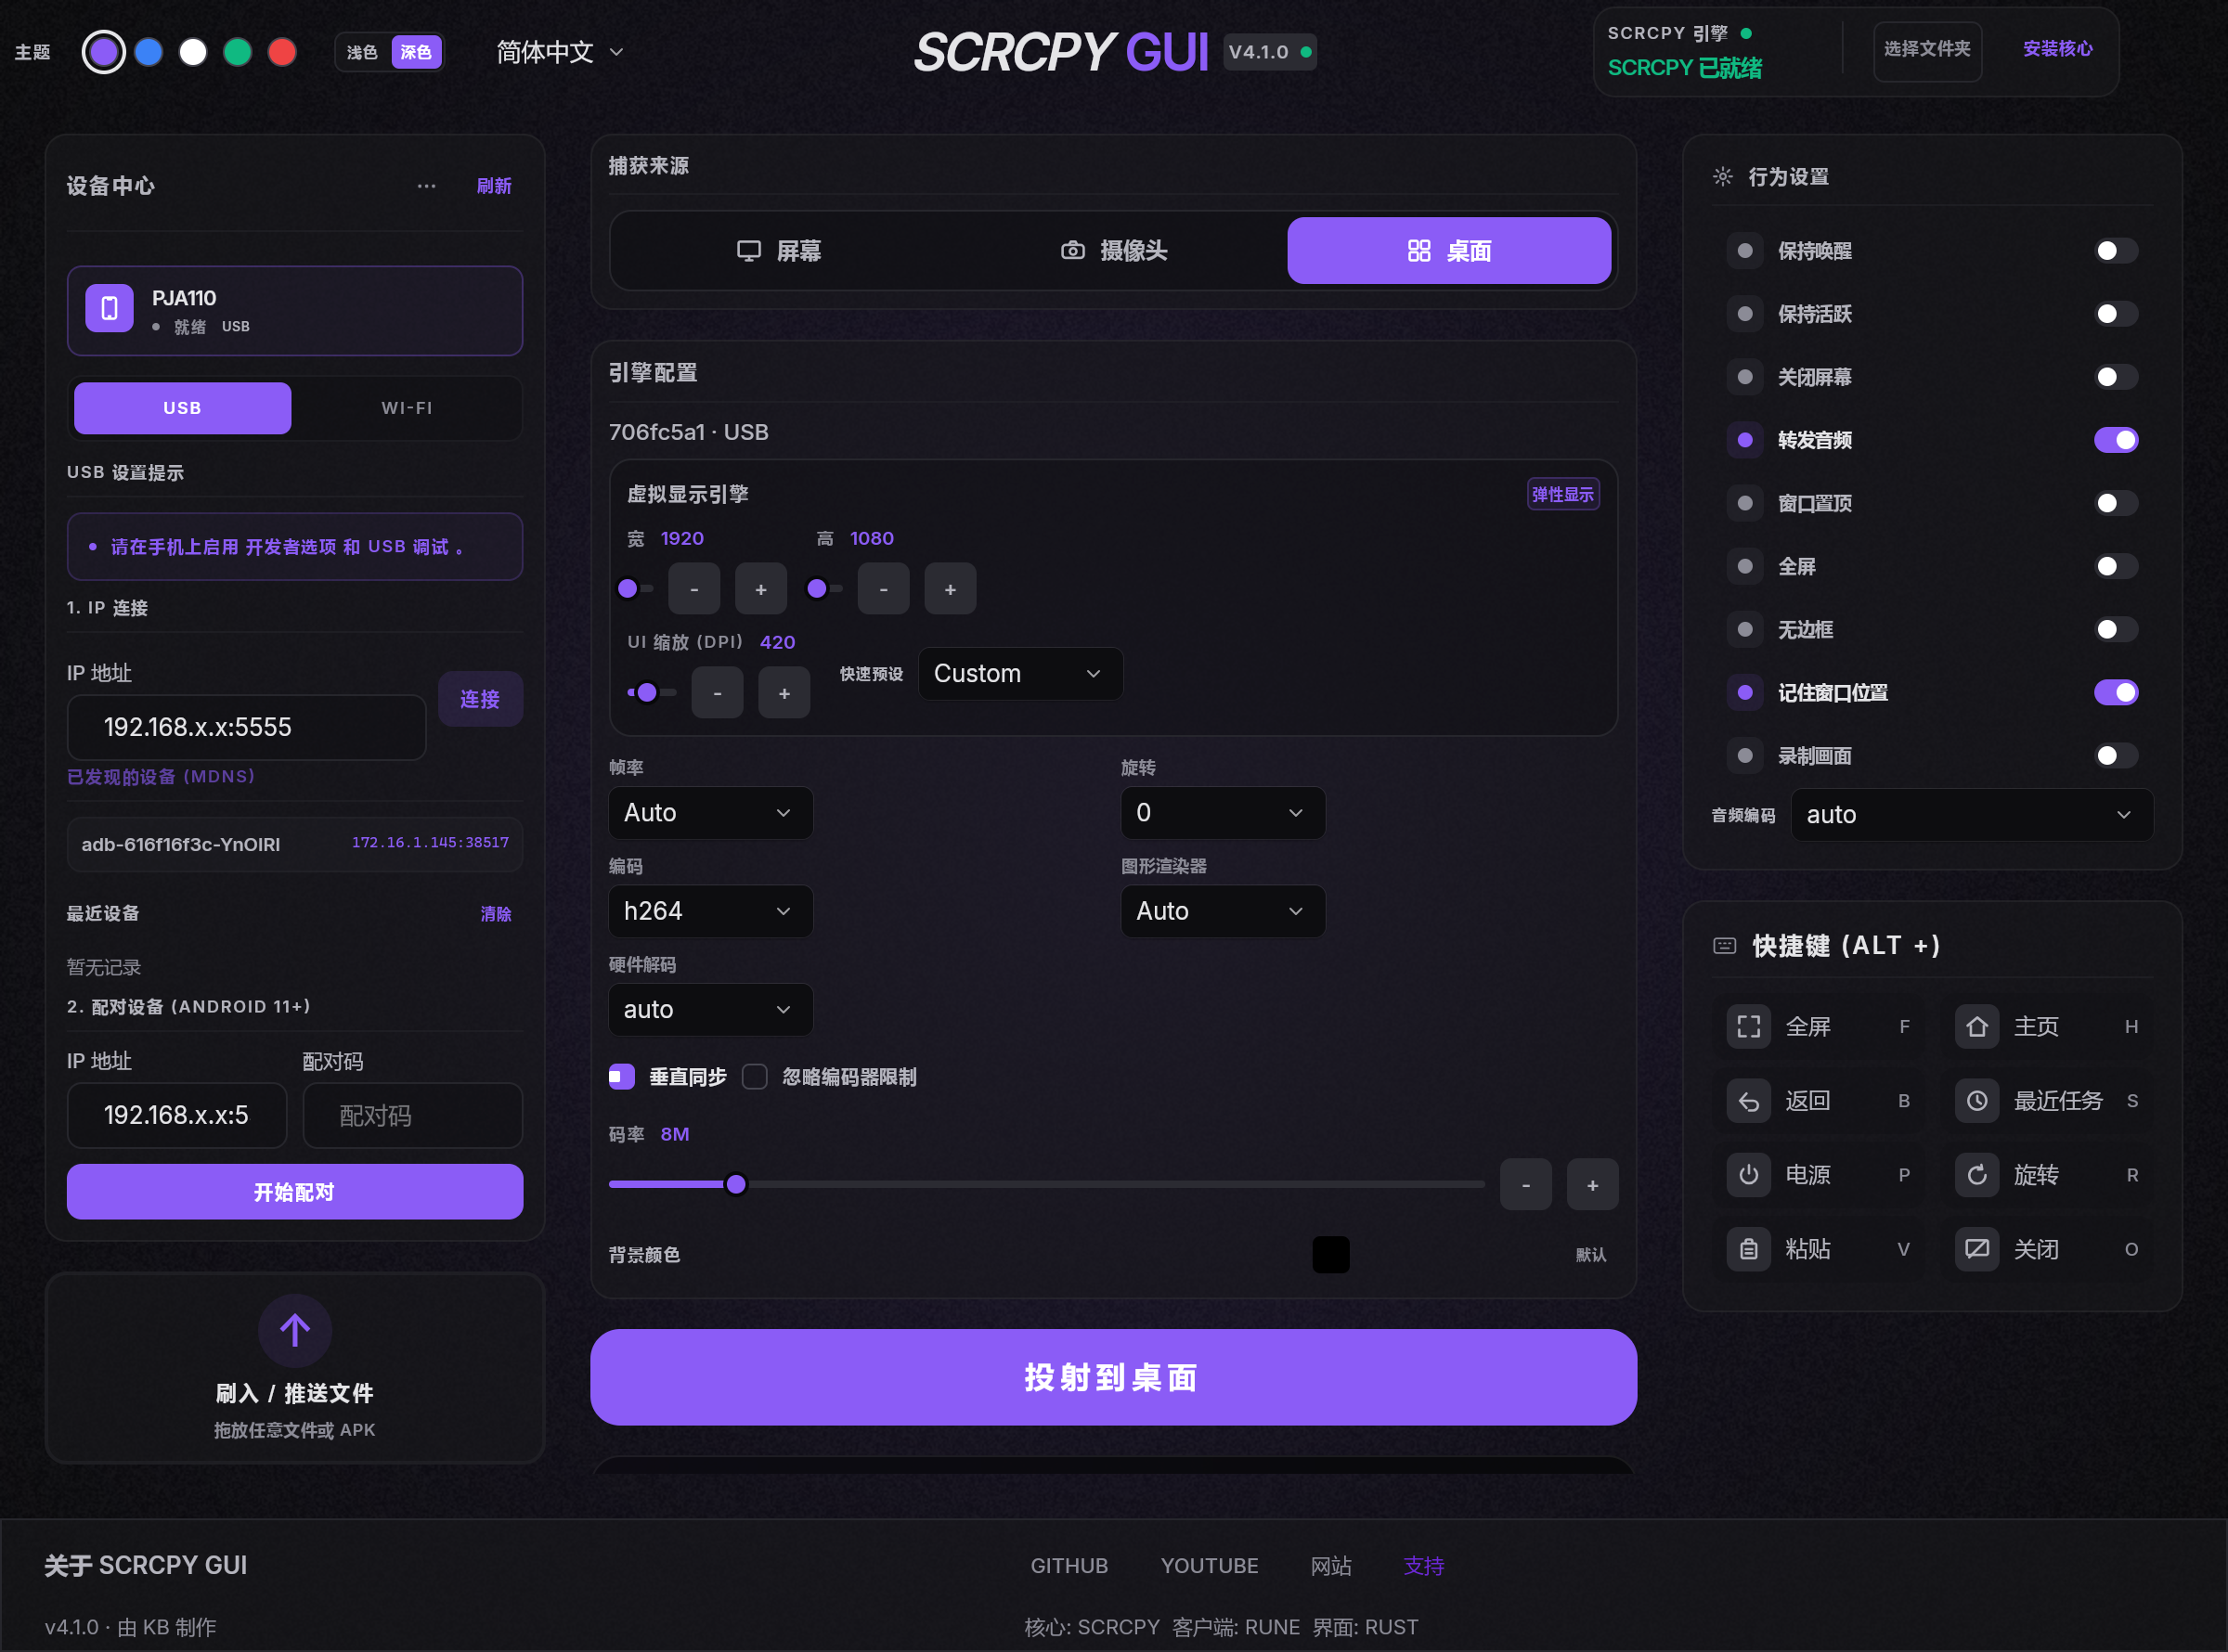 主题
浅色 深色
简体中文
SCRCPY GUI V4.1.0
SCRCPY 引擎
SCRCPY 已就绪
选择文件夹
安装核心
设备中心
···
刷新
PJA110
就绪 USB
USB WI-FI
USB 设置提示
请在手机上启用 开发者选项 和 USB 调试 。
1. IP 连接
IP 地址
192.168.x.x:5555
连接
已发现的设备 (MDNS)
adb-616f16f3c-YnOIRI 172.16.1.145:38517
最近设备 清除
暂无记录
2. 配对设备 (ANDROID 11+)
IP 地址 配对码
192.168.x.x:5 配对码
开始配对
刷入 / 推送文件
拖放任意文件或 APK
捕获来源
屏幕 摄像头 桌面
引擎配置
706fc5a1 · USB
虚拟显示引擎 弹性显示
宽 1920 高 1080
- + - +
UI 缩放 (DPI) 420
- +
快速预设 Custom
帧率 旋转
Auto 0
编码 图形渲染器
h264 Auto
硬件解码
auto
垂直同步 忽略编码器限制
码率 8M
- +
背景颜色 默认
投射到桌面
行为设置
保持唤醒
保持活跃
关闭屏幕
转发音频
窗口置顶
全屏
无边框
记住窗口位置
录制画面
音频编码 auto
快捷键 (ALT +)
全屏 F 主页 H
返回 B 最近任务 S
电源 P 旋转 R
粘贴 V 关闭 O
关于 SCRCPY GUI
v4.1.0 · 由 KB 制作
GITHUB YOUTUBE 网站 支持
核心: SCRCPY 客户端: RUNE 界面: RUST